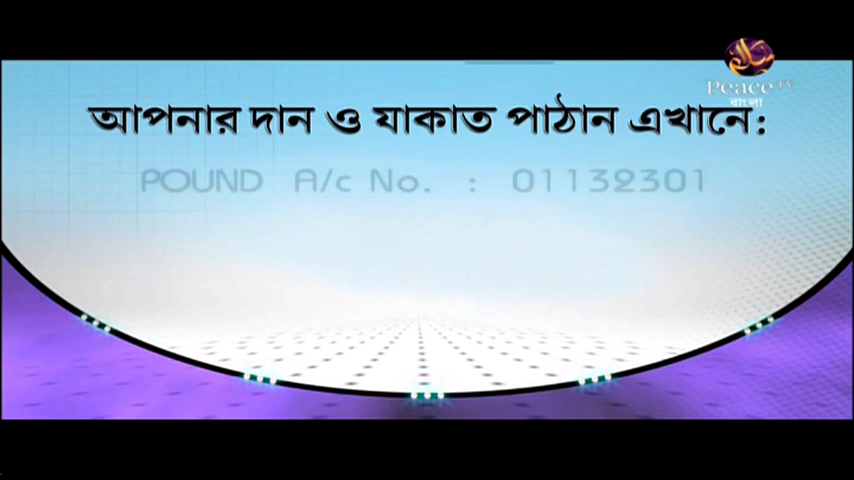 Peace TV
বাংলা
আপনার দান ও যাকাত পাঠান এখানে:
POUND A/c No. : 01132301